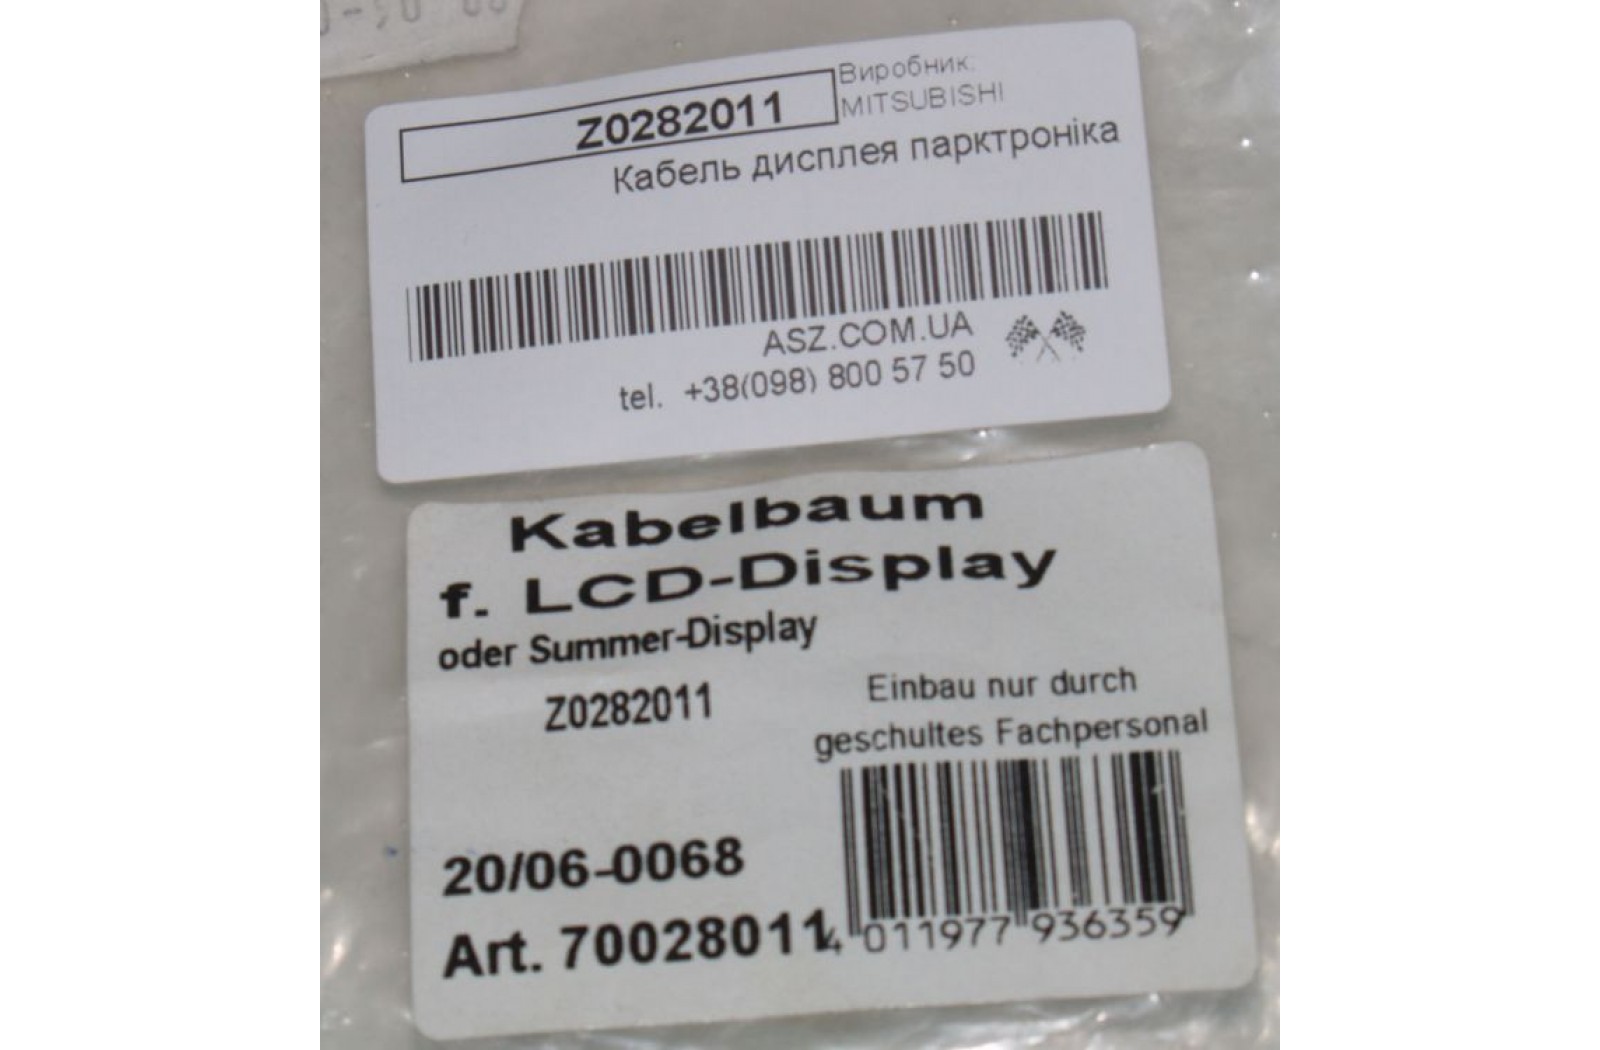 Z0282011
Виробник:
MITSUBISHI
Кабель дисплея парктроніка
ASZ.COM.UA
tel. +38(098) 800 57 50
Kabelbaum
f. LCD-Display
oder Summer-Display
Z0282011
Einbau nur durch
geschultes Fachpersonal
20/06-0068
Art. 70028011
4 011977 936359